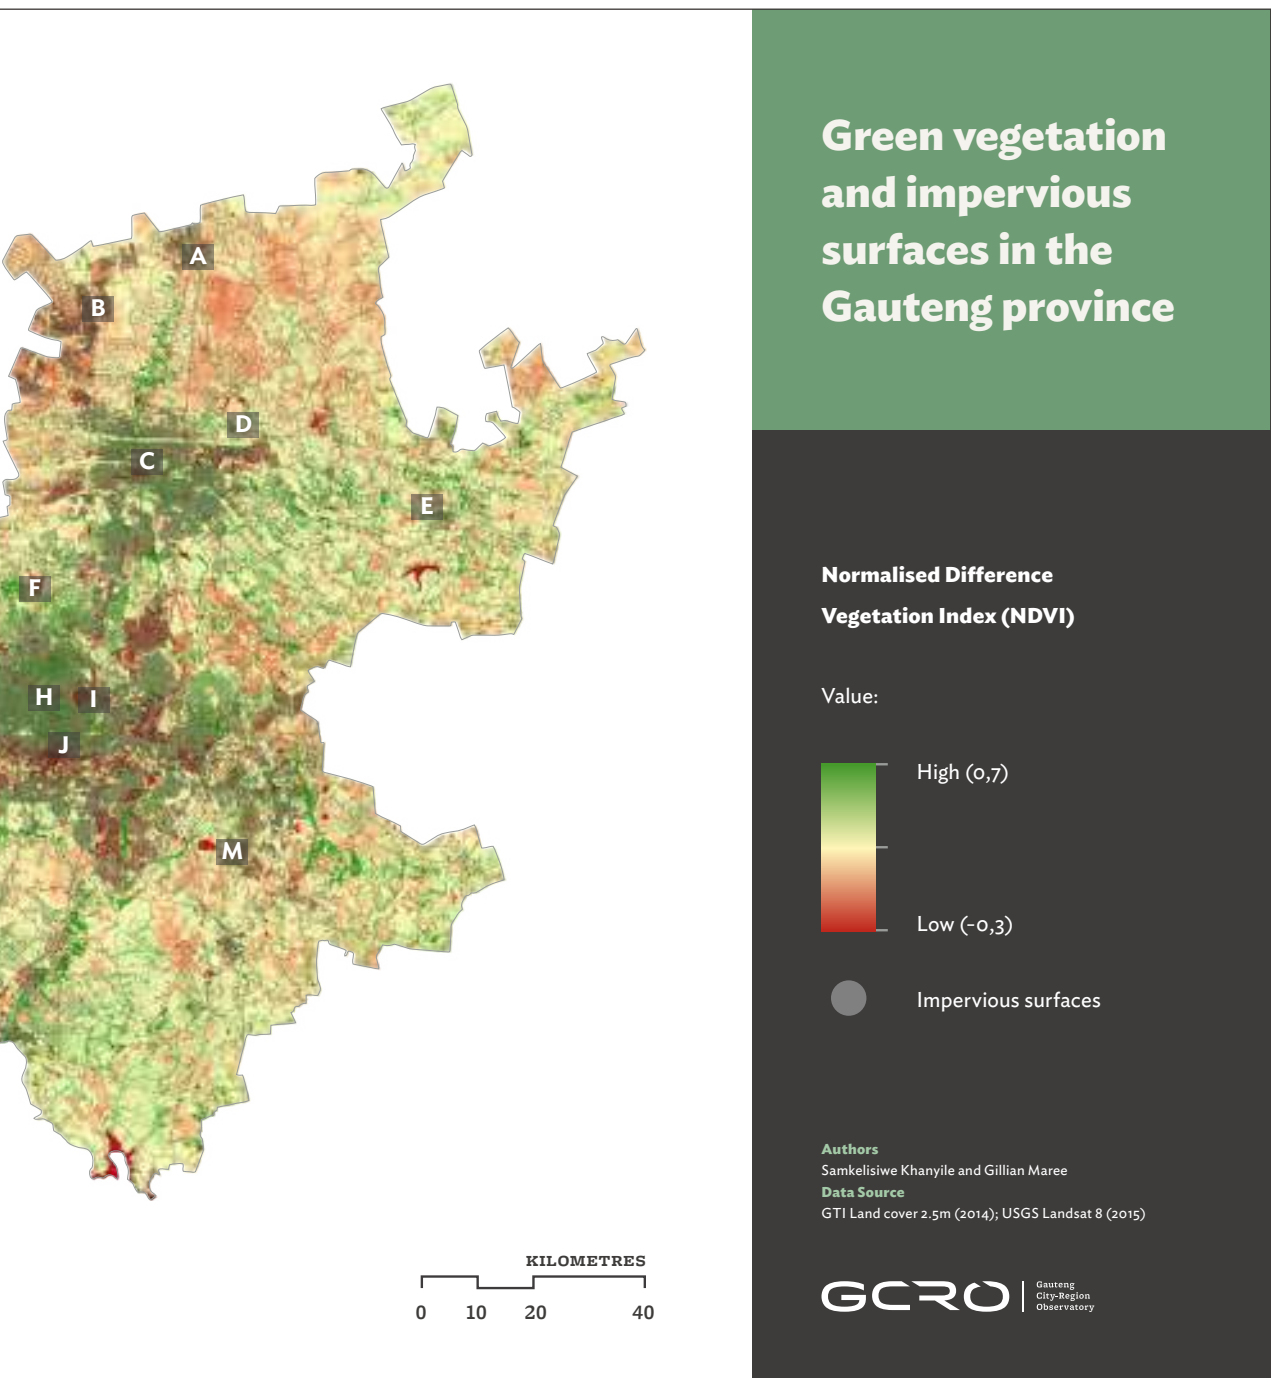 Green vegetation
and impervious
surfaces in the
Gauteng province
A
B
D
C
E
F
H
I
J
M
Normalised Difference
Vegetation Index (NDVI)
Value:
High (0,7)
Low (-0,3)
Impervious surfaces
Authors
Samkelisiwe Khanyile and Gillian Maree
Data Source
GTI Land cover 2.5m (2014); USGS Landsat 8 (2015)
KILOMETRES
0 10 20 40
GCRO
Gauteng
City-Region
Observatory